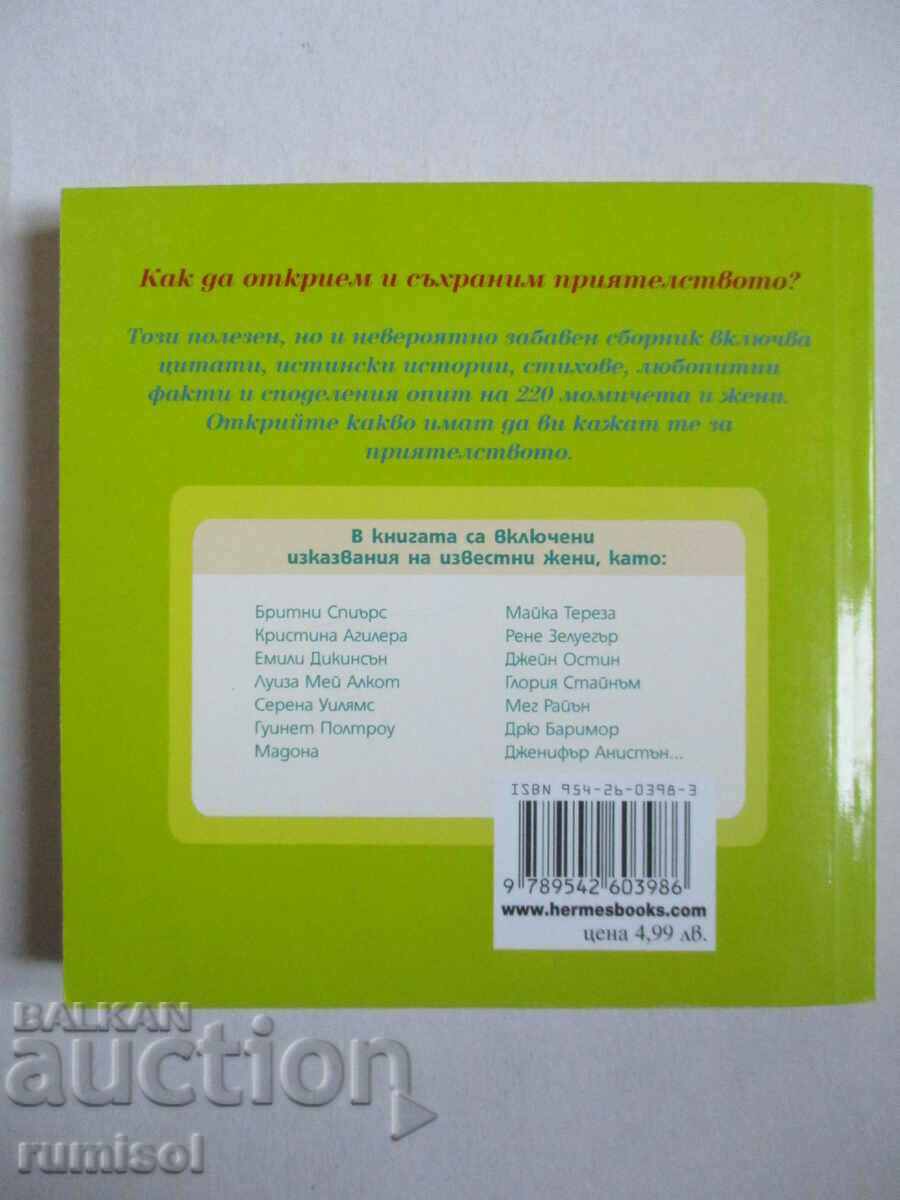 Как да открием и съхраним приятелството?
Този полезен, но и невероятно забавен сборник включва
цитати, истински истории, стихове, любопитни
факти и споделения опит на 220 момичета и жени.
Открийте какво имат да ви кажат те за
приятелството.
В книгата са включени
изказвания на известни жени, като:
Бритни Спиърс
Кристина Агилера
Емили Дикинсън
Луиза Мей Алкот
Серена Уилямс
Гуинет Полтроу
Мадона
Майка Тереза
Рене Зелуегър
Джейн Остин
Глория Стайнъм
Мег Райън
Дрю Баримор
Дженифър Анистън...
ISBN 954-26-0398-3
9 789542 603986
www.hermesbooks.com
цена 4,99 лв.
BALKAN
auction
rumisol